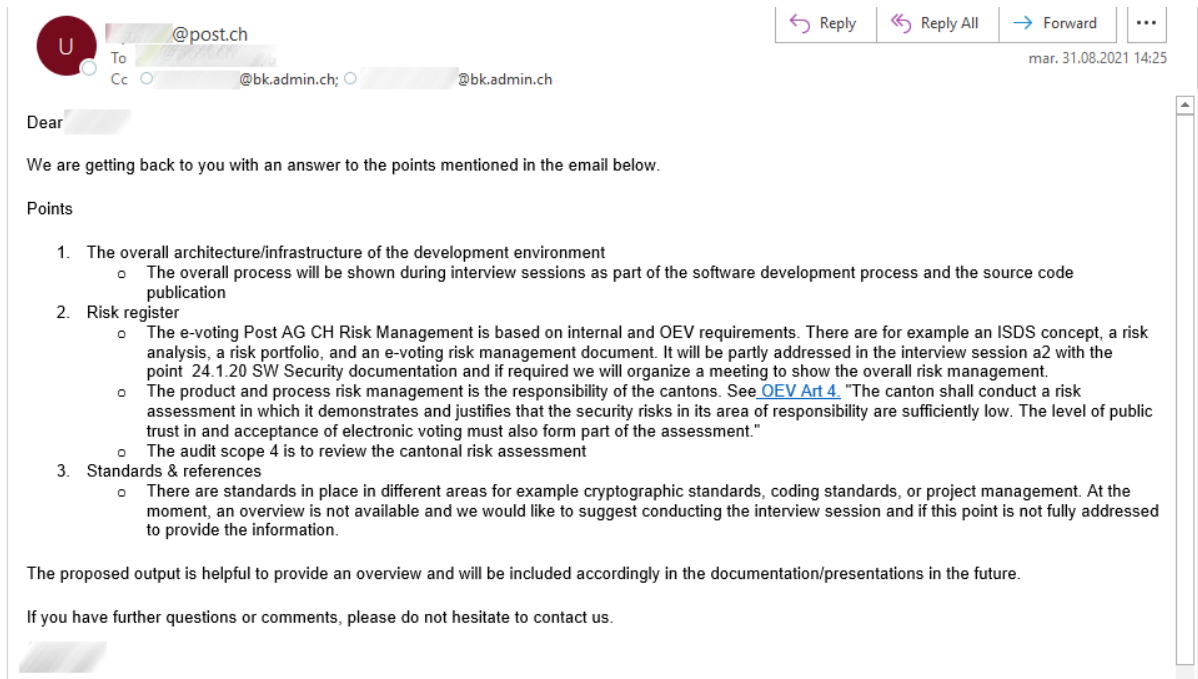 U
@post.ch
Reply
Reply All
Forward
...
To
Cc @bk.admin.ch; @bk.admin.ch
mar. 31.08.2021 14:25
Dear
We are getting back to you with an answer to the points mentioned in the email below.
Points
1. The overall architecture/infrastructure of the development environment
o The overall process will be shown during interview sessions as part of the software development process and the source code
publication
2. Risk register
o The e-voting Post AG CH Risk Management is based on internal and OEV requirements. There are for example an ISDS concept, a risk
analysis, a risk portfolio, and an e-voting risk management document. It will be partly addressed in the interview session a2 with the
point 24.1.20 SW Security documentation and if required we will organize a meeting to show the overall risk management.
o The product and process risk management is the responsibility of the cantons. See OEV Art 4. "The canton shall conduct a risk
assessment in which it demonstrates and justifies that the security risks in its area of responsibility are sufficiently low. The level of public
trust in and acceptance of electronic voting must also form part of the assessment."
o The audit scope 4 is to review the cantonal risk assessment
3. Standards & references
o There are standards in place in different areas for example cryptographic standards, coding standards, or project management. At the
moment, an overview is not available and we would like to suggest conducting the interview session and if this point is not fully addressed
to provide the information.
The proposed output is helpful to provide an overview and will be included accordingly in the documentation/presentations in the future.
If you have further questions or comments, please do not hesitate to contact us.